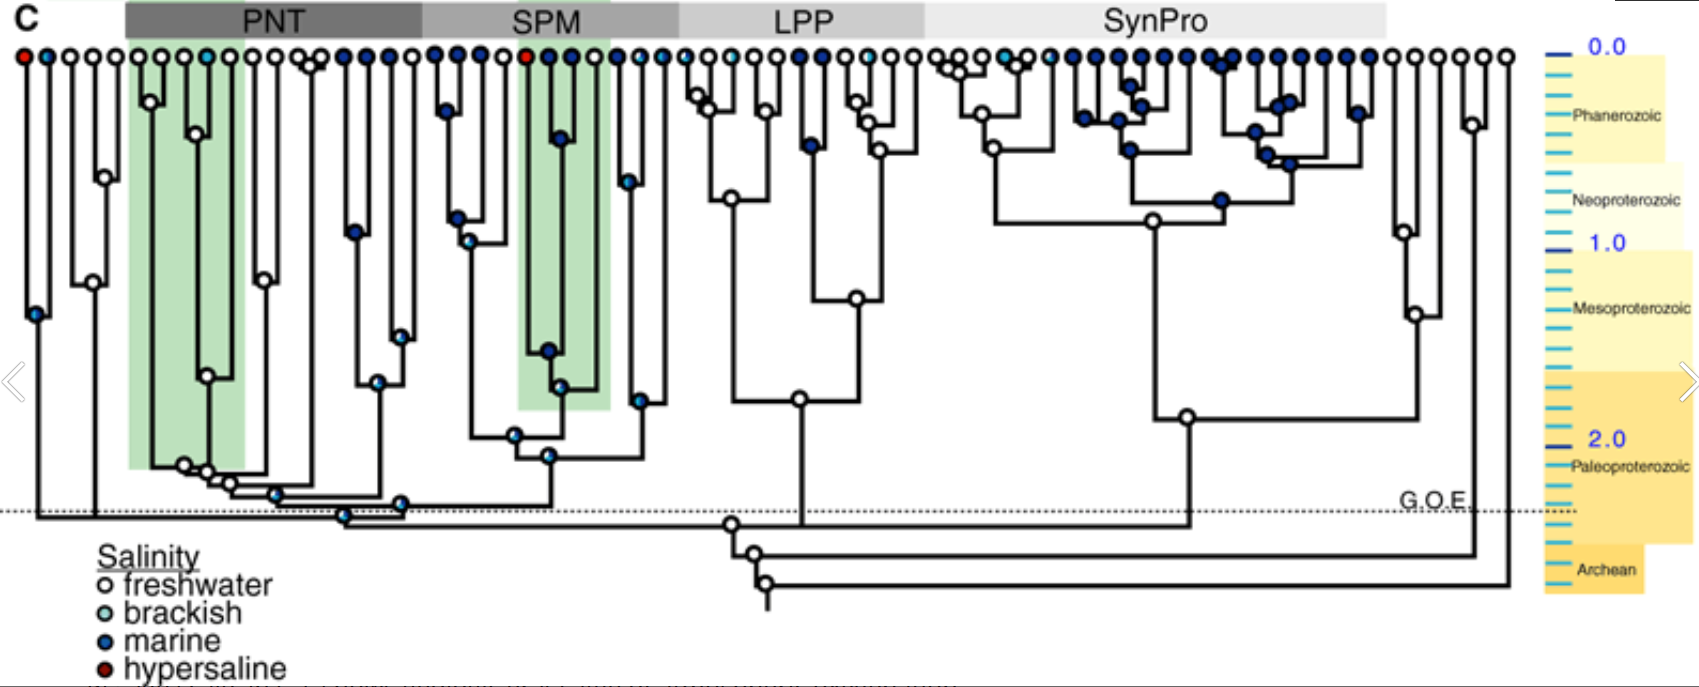 C
PNT SPM LPP SynPro
0.0
Phanerozoic
Neoproterozoic
1.0
Mesoproterozoic
2.0
Paleoproterozoic
G.O.E.
Archean
Salinity
freshwater
brackish
marine
hypersaline